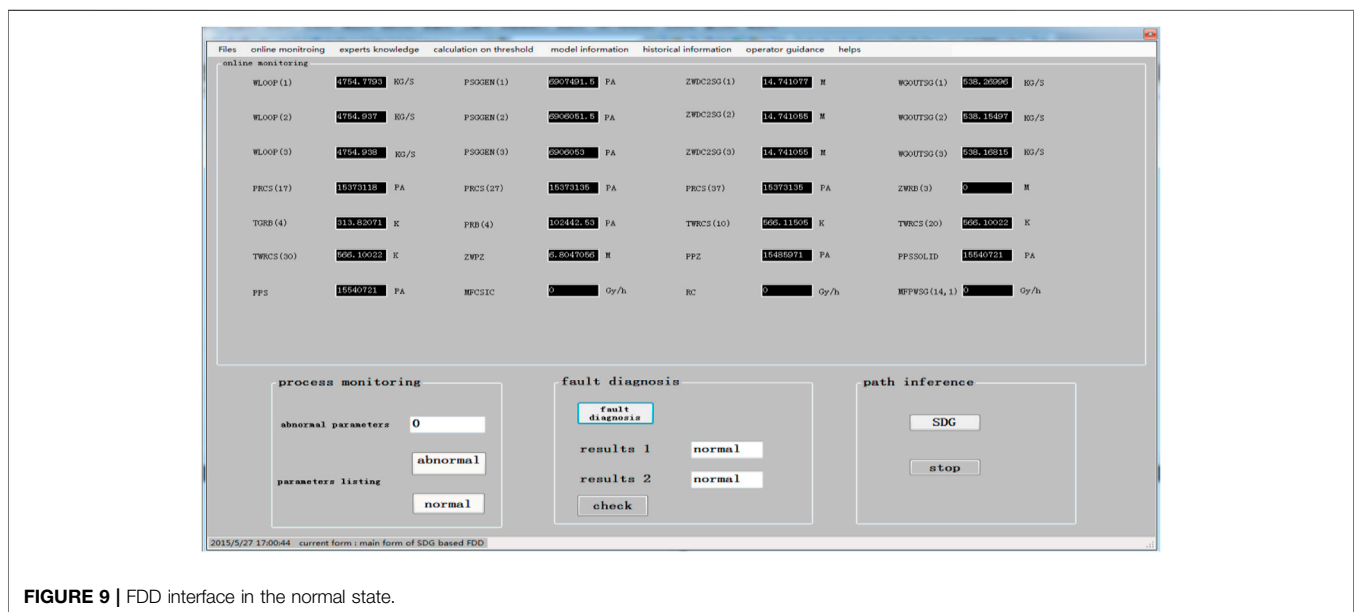 Files online monitroing experts knowledge calculation on threshold model information historical information operator guidance helps
online monitoring
WLOOP(1) 4754.7793 KG/S PSGGEN(1) 6907491.5 PA ZWDC2SG(1) 14.741077 M WGOUTSG(1) 538.26996 KG/S
WLOOP(2) 4754.937 KG/S PSGGEN(2) 6906051.5 PA ZWDC2SG(2) 14.741055 M WGOUTSG(2) 538.15497 KG/S
WLOOP(3) 4754.938 KG/S PSGGEN(3) 6906053 PA ZWDC2SG(3) 14.741055 M WGOUTSG(3) 538.16815 KG/S
PRCS(17) 15373118 PA PRCS(27) 15373135 PA PRCS(37) 15373135 PA ZWRB(3) 0 M
TGRB(4) 313.82071 K PRB(4) 102442.53 PA TWRCS(10) 566.11505 K TWRCS(20) 566.10022 K
TWRCS(30) 566.10022 K ZWPZ 6.8047056 M PPZ 15485971 PA PPSSOLID 15540721 PA
PPS 15540721 PA MFCSIC 0 Gy/h RC 0 Gy/h MFPWSG(14,1) 0 Gy/h
process monitoring
abnormal parameters 0
abnormal
parameters listing
normal
fault diagnosis
fault
diagnosis
results 1 normal
results 2 normal
check
path inference
SDG
stop
2015/5/27 17:00:44 current form : main form of SDG based FDD
FIGURE 9 | FDD interface in the normal state.